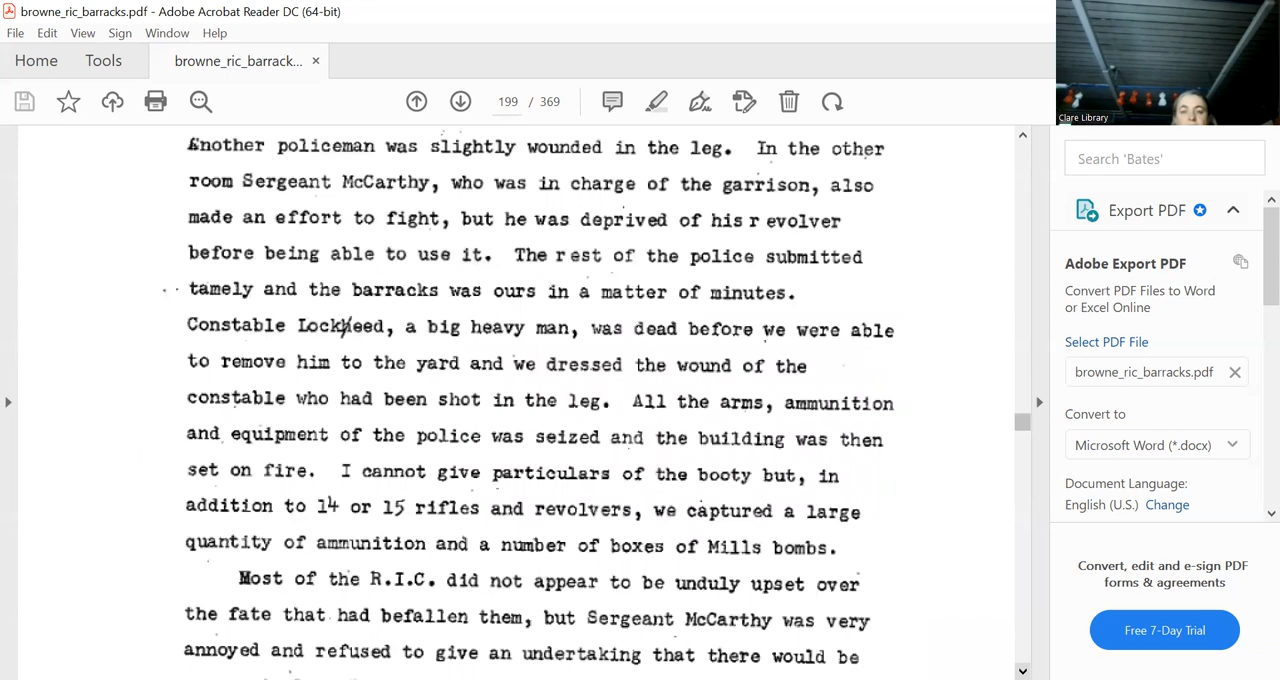 browne_ric_barracks.pdf - Adobe Acrobat Reader DC (64-bit)
File Edit View Sign Window Help
Home Tools browne_ric_barrack... ×
199 / 369
Clare Library
Another policeman was slightly wounded in the leg. In the other
room Sergeant McCarthy, who was in charge of the garrison, also
made an effort to fight, but he was deprived of his r evolver
before being able to use it. The rest of the police submitted
tamely and the barracks was ours in a matter of minutes.
Constable Lockheed, a big heavy man, was dead before we were able
to remove him to the yard and we dressed the wound of the
constable who had been shot in the leg. All the arms, ammunition
and equipment of the police was seized and the building was then
set on fire. I cannot give particulars of the booty but, in
addition to 14 or 15 rifles and revolvers, we captured a large
quantity of ammunition and a number of boxes of Mills bombs.
Most of the R.I.C. did not appear to be unduly upset over
the fate that had befallen them, but Sergeant McCarthy was very
annoyed and refused to give an undertaking that there would be
Search 'Bates'
Export PDF
Adobe Export PDF
Convert PDF Files to Word
or Excel Online
Select PDF File
browne_ric_barracks.pdf
Convert to
Microsoft Word (*.docx)
Document Language:
English (U.S.) Change
Convert, edit and e-sign PDF
forms & agreements
Free 7-Day Trial